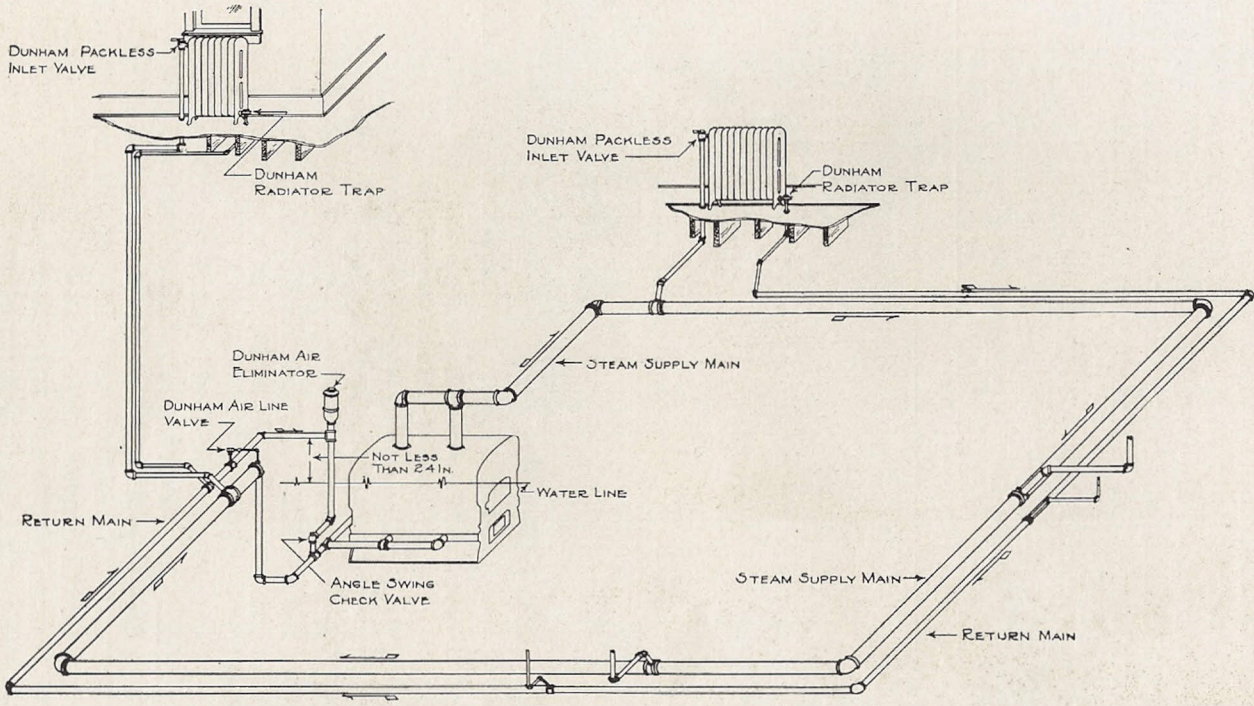 DUNHAM PACKLESS
INLET VALVE
DUNHAM
RADIATOR TRAP
DUNHAM PACKLESS
INLET VALVE
DUNHAM
RADIATOR TRAP
STEAM SUPPLY MAIN
DUNHAM AIR
ELIMINATOR
DUNHAM AIR LINE
VALVE
NOT LESS
THAN 24 IN.
WATER LINE
RETURN MAIN
ANGLE SWING
CHECK VALVE
STEAM SUPPLY MAIN
RETURN MAIN